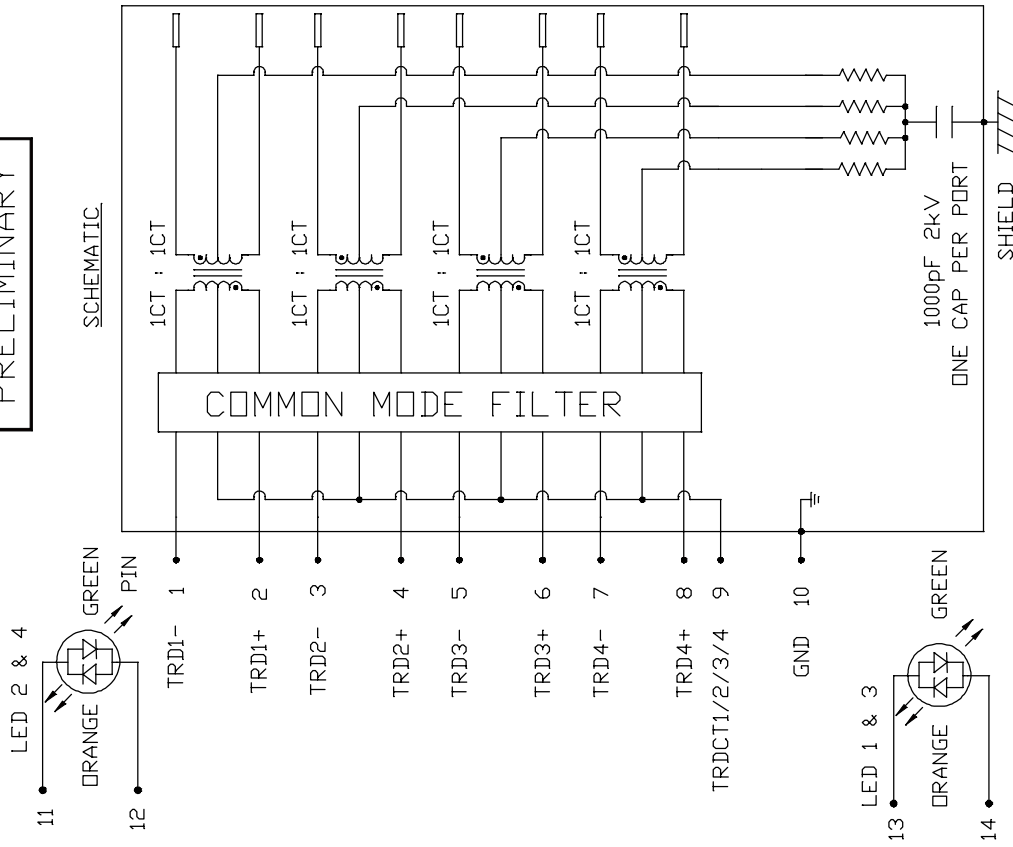 PRELIMINARY
SCHEMATIC
1CT : 1CT
1CT : 1CT
1CT : 1CT
1CT : 1CT
COMMON MODE FILTER
1000pF 2kV
ONE CAP PER PORT
SHIELD
PIN
TRD1- 1
TRD1+ 2
TRD2- 3
TRD2+ 4
TRD3- 5
TRD3+ 6
TRD4- 7
TRD4+ 8
TRDCT1/2/3/4 9
GND 10
LED 2 & 4
GREEN
ORANGE
11
12
LED 1 & 3
GREEN
ORANGE
13
14